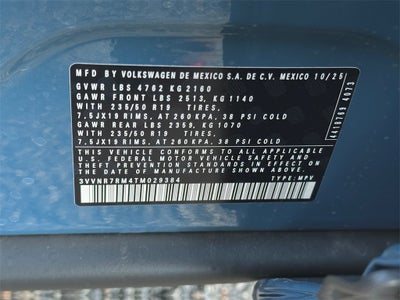 MFD BY VOLKSWAGEN DE MEXICO S.A. DE C.V. MEXICO 10/25
GVWR LBS 4762 KG2160
GAWR FRONT LBS 2513, KG1140
WITH 235/50 R19 TIRES,
7.5JX19 RIMS, AT 260KPA, 38 PSI COLD
GAWR REAR LBS 2359, KG1070
WITH 235/50 R19 TIRES,
7.5JX19 RIMS, AT 260KPA, 38 PSI COLD
THIS VEHICLE CONFORMS TO ALL APPLICABLE
U.S. FEDERAL MOTOR VEHICLE SAFETY AND
THEFT PREVENTION STANDARDS IN EFFECT ON THE
DATE OF MANUFACTURE SHOWN ABOVE.
3VVNR7RM4TM029384 TYPE: MPV
4073